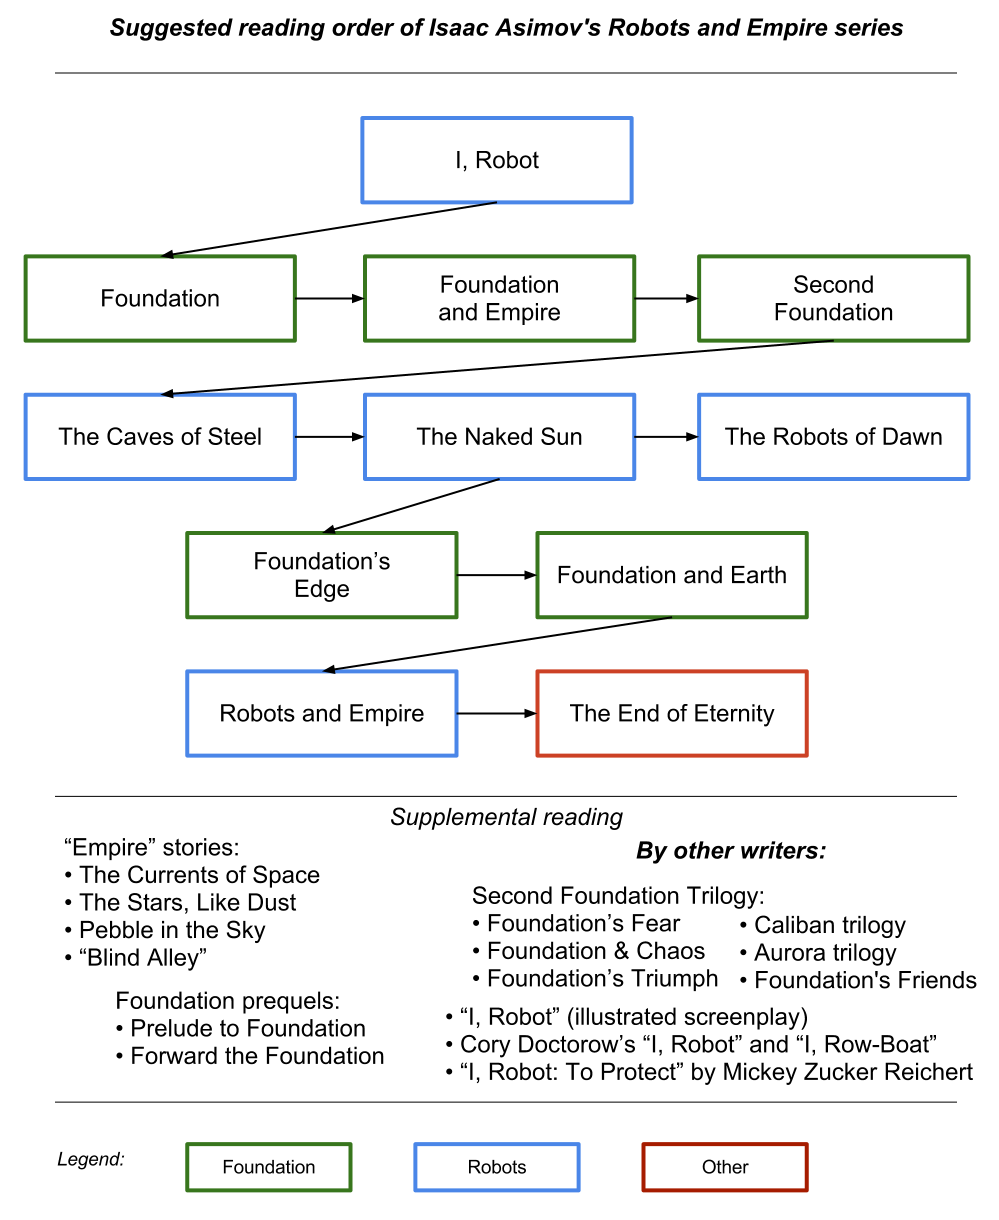 Suggested reading order of Isaac Asimov's Robots and Empire series
I, Robot
Foundation
Foundation
and Empire
Second
Foundation
The Caves of Steel
The Naked Sun
The Robots of Dawn
Foundation’s
Edge
Foundation and Earth
Robots and Empire
The End of Eternity
Supplemental reading
“Empire” stories:
• The Currents of Space
• The Stars, Like Dust
• Pebble in the Sky
• “Blind Alley”
Foundation prequels:
• Prelude to Foundation
• Forward the Foundation
By other writers:
Second Foundation Trilogy:
• Foundation’s Fear
• Foundation & Chaos
• Foundation’s Triumph
• Caliban trilogy
• Aurora trilogy
• Foundation's Friends
• “I, Robot” (illustrated screenplay)
• Cory Doctorow’s “I, Robot” and “I, Row-Boat”
• “I, Robot: To Protect” by Mickey Zucker Reichert
Legend:
Foundation
Robots
Other